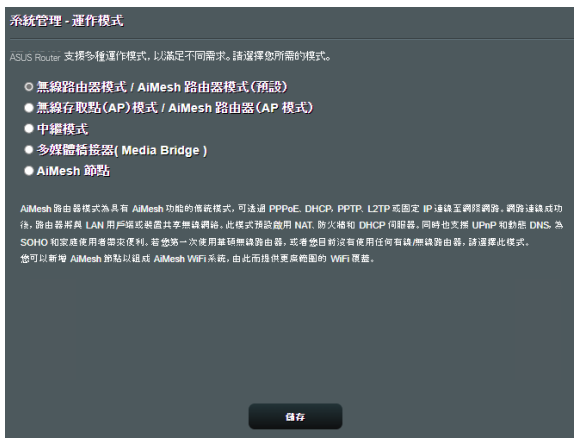 系統管理 - 運作模式
ASUS Router 支援多種運作模式，以滿足不同需求。請選擇您所需的模式。
無線路由器模式 / AiMesh 路由器模式（預設）
無線存取點（AP）模式 / AiMesh 路由器（AP 模式）
中繼模式
多媒體橋接器( Media Bridge )
AiMesh 節點
AiMesh 路由器模式為具有 AiMesh 功能的傳統模式，可透過 PPPoE、DHCP、PPTP、L2TP 或固定 IP 連線至網際網路。網路連線成功
後，路由器將與 LAN 用戶端或裝置共享無線網絡。此模式預設啟用 NAT、防火牆和 DHCP 伺服器。同時也支援 UPnP 和動態 DNS，為
SOHO 和家庭使用者帶來便利。若您第一次使用華碩無線路由器，或者您目前沒有使用任何有線/無線路由器，請選擇此模式。
您可以新增 AiMesh 節點以組成 AiMesh WiFi 系統，由此而提供更廣範圍的 WiFi 覆蓋。
儲存